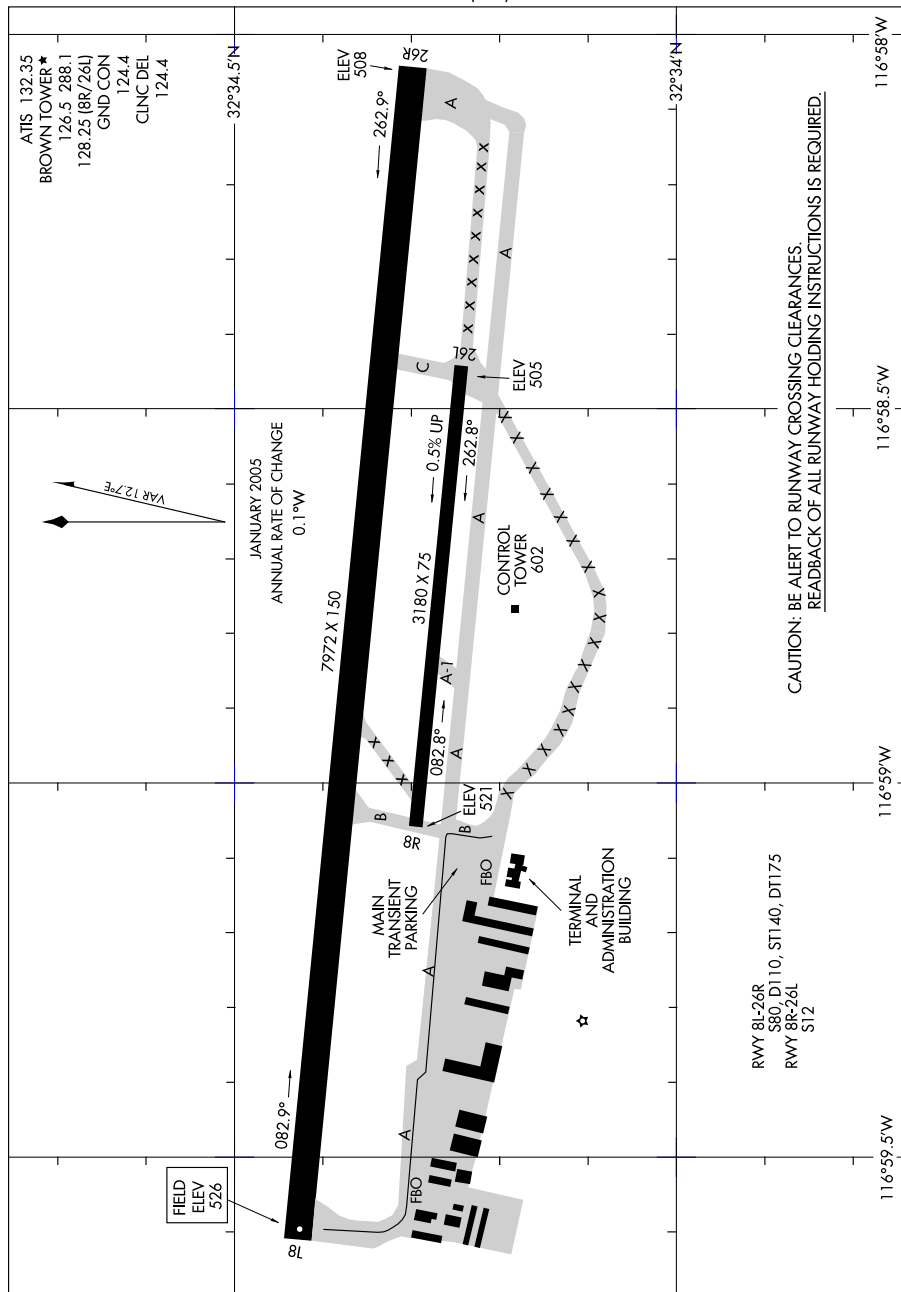 ATIS 132.35
BROWN TOWER★
126.5 288.1
128.25 (8R/26L)
GND CON
124.4
CLNC DEL
124.4
32°34.5'N
32°34'N
116°58'W
116°58.5'W
116°59'W
116°59.5'W
VAR 12.7°E
JANUARY 2005
ANNUAL RATE OF CHANGE
0.1°W
FIELD
ELEV
526
8L
082.9°
7972 X 150
262.9°
ELEV
508
26R
8R
ELEV
521
082.8°
3180 X 75
0.5% UP
262.8°
26L
ELEV
505
A
A
A
A
A
A
A-1
B
B
C
CONTROL
TOWER
602
MAIN
TRANSIENT
PARKING
FBO
FBO
TERMINAL
AND
ADMINISTRATION
BUILDING
X X X X X X X X X
X X X
X X X X X X X X X X X X X X X X X
RWY 8L-26R
S80, D110, ST140, DT175
RWY 8R-26L
S12
CAUTION: BE ALERT TO RUNWAY CROSSING CLEARANCES.
READBACK OF ALL RUNWAY HOLDING INSTRUCTIONS IS REQUIRED.